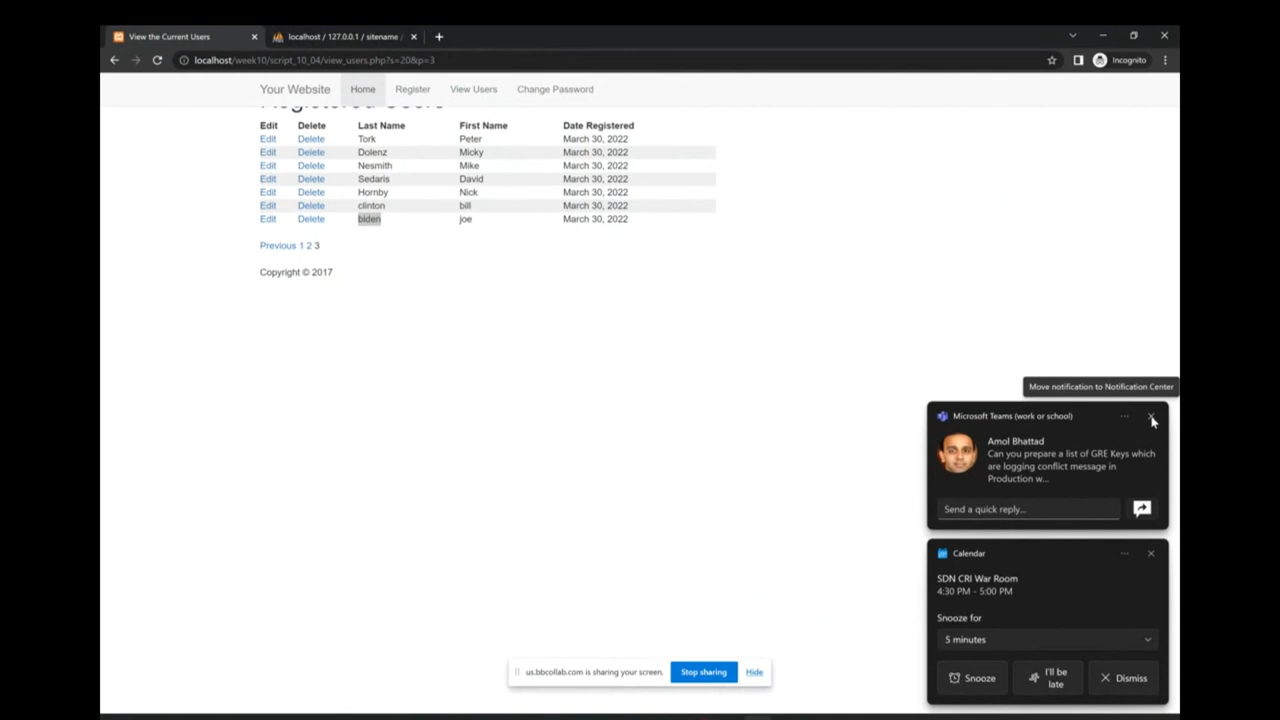 View the Current Users
localhost / 127.0.0.1 / sitename /
localhost/week10/script_10_04/view_users.php?s=20&p=3
Incognito
Your Website Home Register View Users Change Password
Registered Users
Edit Delete Last Name First Name Date Registered
Edit Delete Tork Peter March 30, 2022
Edit Delete Dolenz Micky March 30, 2022
Edit Delete Nesmith Mike March 30, 2022
Edit Delete Sedaris David March 30, 2022
Edit Delete Hornby Nick March 30, 2022
Edit Delete clinton bill March 30, 2022
Edit Delete biden joe March 30, 2022
Previous 1 2 3
Copyright © 2017
Move notification to Notification Center
Microsoft Teams (work or school)
Amol Bhattad
Can you prepare a list of GRE Keys which
are logging conflict message in
Production w...
Send a quick reply...
Calendar
SDN CRI War Room
4:30 PM - 5:00 PM
Snooze for
5 minutes
Snooze
I'll be
late
Dismiss
us.bbcollab.com is sharing your screen. Stop sharing Hide